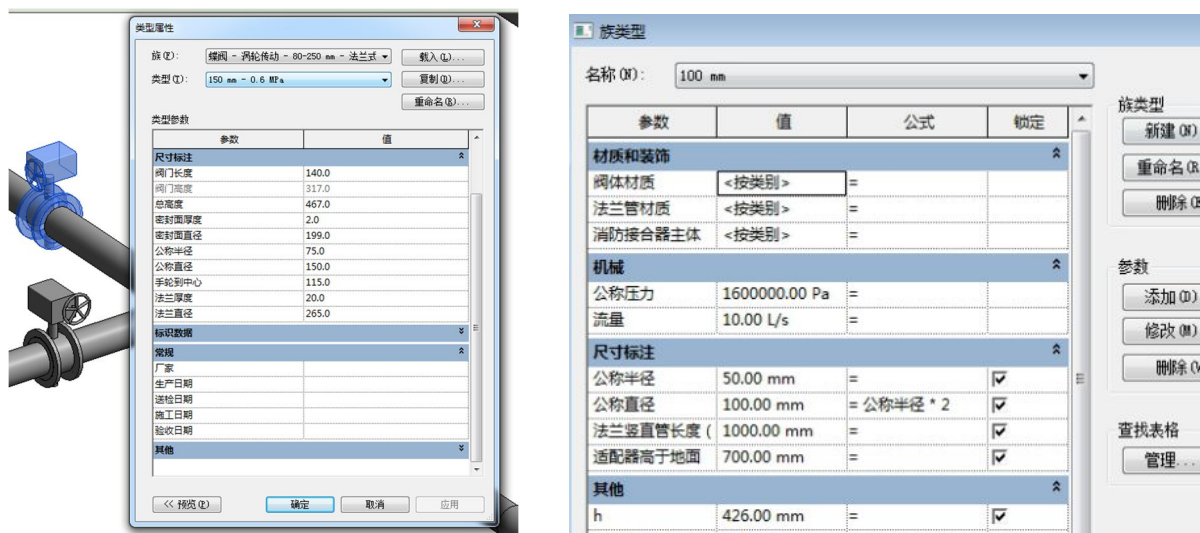 类型属性
族(F): 蝶阀 - 涡轮传动 - 80-250 mm - 法兰式 载入(L)...
类型(T): 150 mm - 0.6 MPa 复制(D)...
重命名(R)...
类型参数
参数 值
尺寸标注
阀门长度 140.0
阀门高度 317.0
总高度 467.0
密封面厚度 2.0
密封面直径 199.0
公称半径 75.0
公称直径 150.0
手轮到中心 115.0
法兰厚度 20.0
法兰直径 265.0
标识数据
常规
厂家
生产日期
送检日期
施工日期
验收日期
其他
<< 预览(P) 确定 取消 应用
族类型
名称(N): 100 mm
参数 值 公式 锁定
材质和装饰
阀体材质 <按类别> =
法兰管材质 <按类别> =
消防接合器主体 <按类别> =
机械
公称压力 1600000.00 Pa =
流量 10.00 L/s =
尺寸标注
公称半径 50.00 mm =
公称直径 100.00 mm = 公称半径 * 2
法兰竖直管长度 ( 1000.00 mm =
适配器高于地面 700.00 mm =
其他
h 426.00 mm =
族类型
新建(N)
重命名(R
删除(E
参数
添加(D)
修改(M)
删除(V
查找表格
管理...